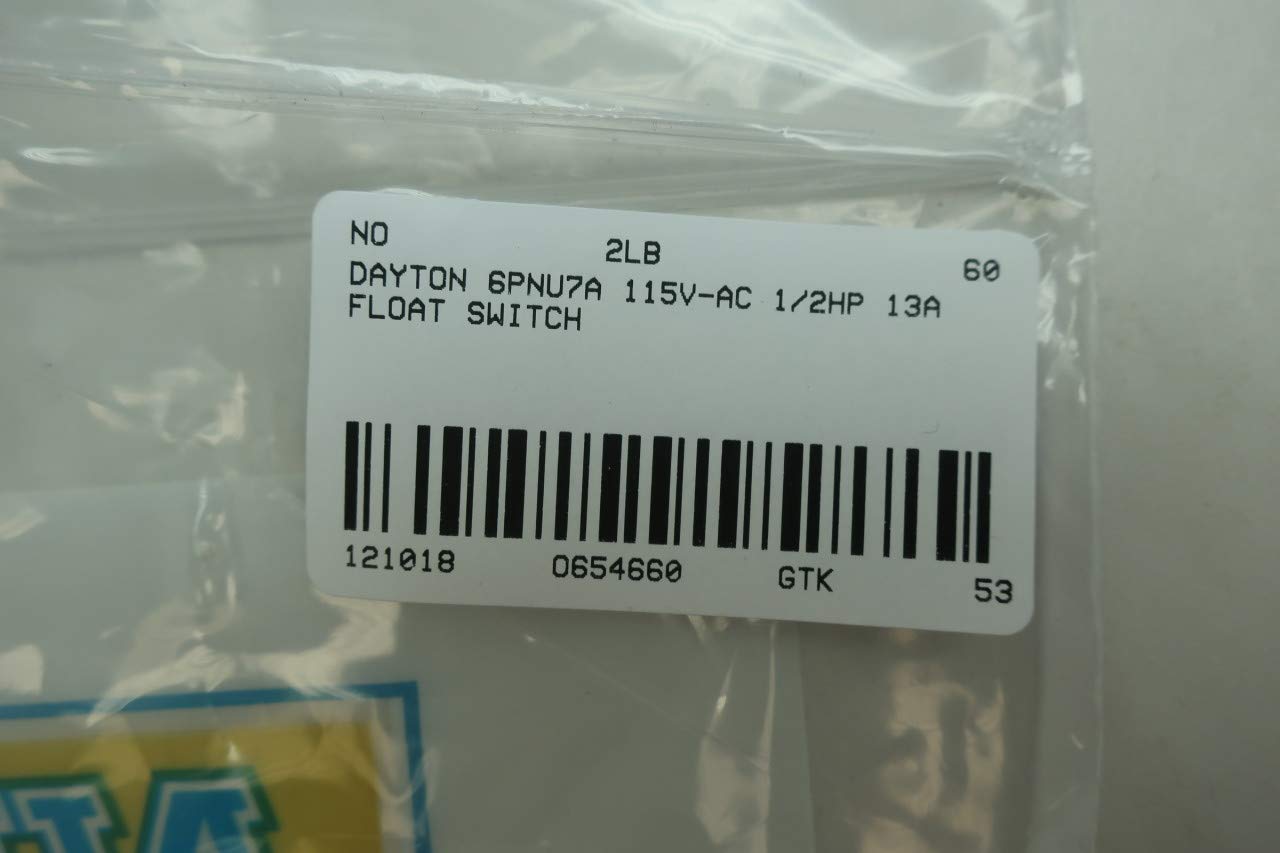 NO 2LB 60
DAYTON 6PNU7A 115V-AC 1/2HP 13A
FLOAT SWITCH
121018 0654660 GTK 53